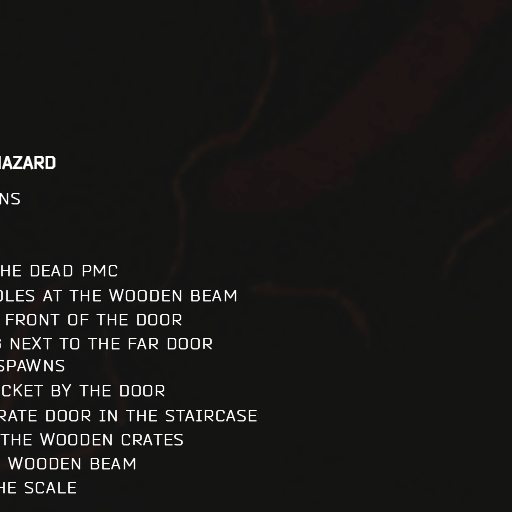 HAZARD
NS
HE DEAD PMC
OLES AT THE WOODEN BEAM
FRONT OF THE DOOR
NEXT TO THE FAR DOOR
SPAWNS
CKET BY THE DOOR
RATE DOOR IN THE STAIRCASE
THE WOODEN CRATES
WOODEN BEAM
HE SCALE